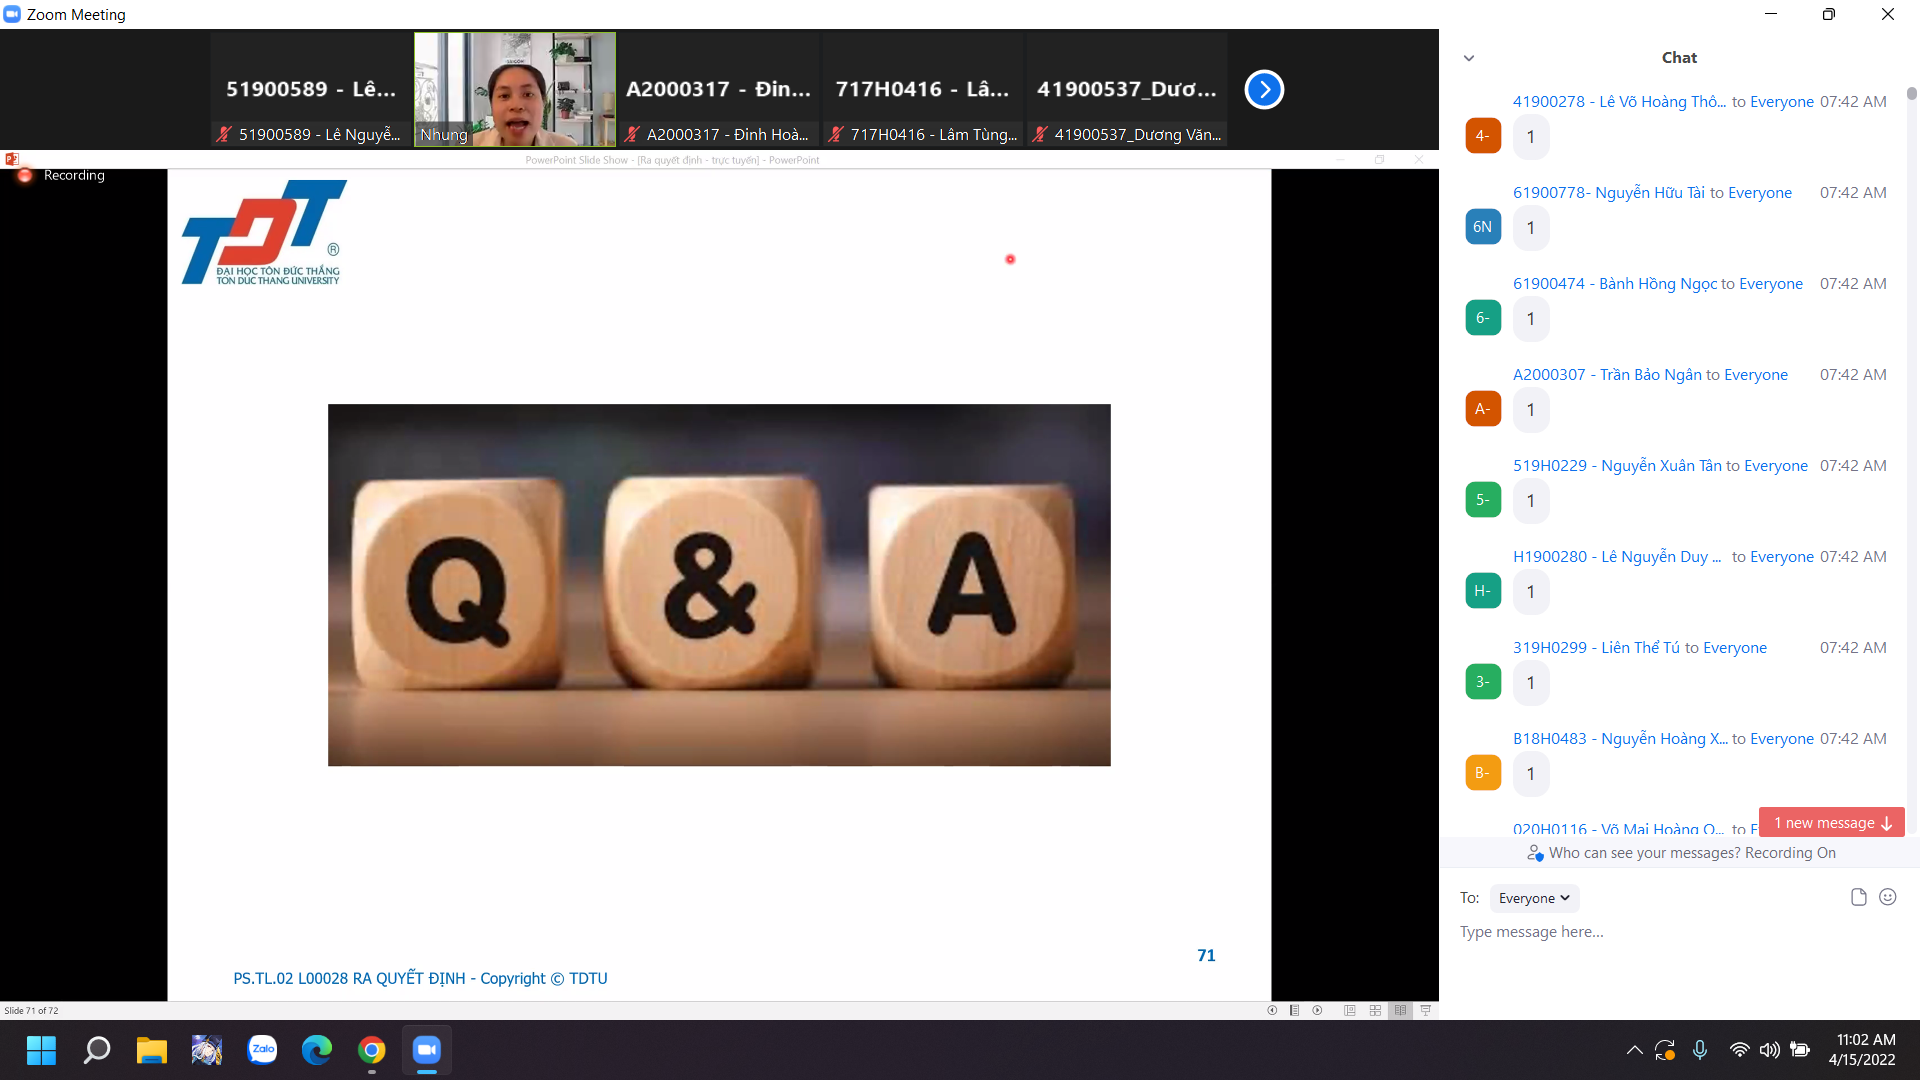 Zoom Meeting
51900589 - Lê...
A2000317 - Đin...
717H0416 - Lâ...
41900537_Dươ...
51900589 - Lê Nguyễ...
Nhung
A2000317 - Đinh Hoà...
717H0416 - Lâm Tùng...
41900537_Dương Văn...
PowerPoint Slide Show - [Ra quyết định - trực tuyến] - PowerPoint
Recording
TDT
®
ĐẠI HỌC TÔN ĐỨC THẮNG
TON DUC THANG UNIVERSITY
Q & A
71
PS.TL.02 L00028 RA QUYẾT ĐỊNH - Copyright © TDTU
Slide 71 of 72
Chat
41900278 - Lê Võ Hoàng Thô... to Everyone 07:42 AM
4-
1
61900778- Nguyễn Hữu Tài to Everyone 07:42 AM
6N
1
61900474 - Bành Hồng Ngọc to Everyone 07:42 AM
6-
1
A2000307 - Trần Bảo Ngân to Everyone 07:42 AM
A-
1
519H0229 - Nguyễn Xuân Tân to Everyone 07:42 AM
5-
1
H1900280 - Lê Nguyễn Duy ... to Everyone 07:42 AM
H-
1
319H0299 - Liên Thể Tú to Everyone 07:42 AM
3-
1
B18H0483 - Nguyễn Hoàng X... to Everyone 07:42 AM
B-
1
020H0116 - Võ Mai Hoàng Q... to E
1 new message
Who can see your messages? Recording On
To: Everyone
Type message here...
Zalo
11:02 AM
4/15/2022